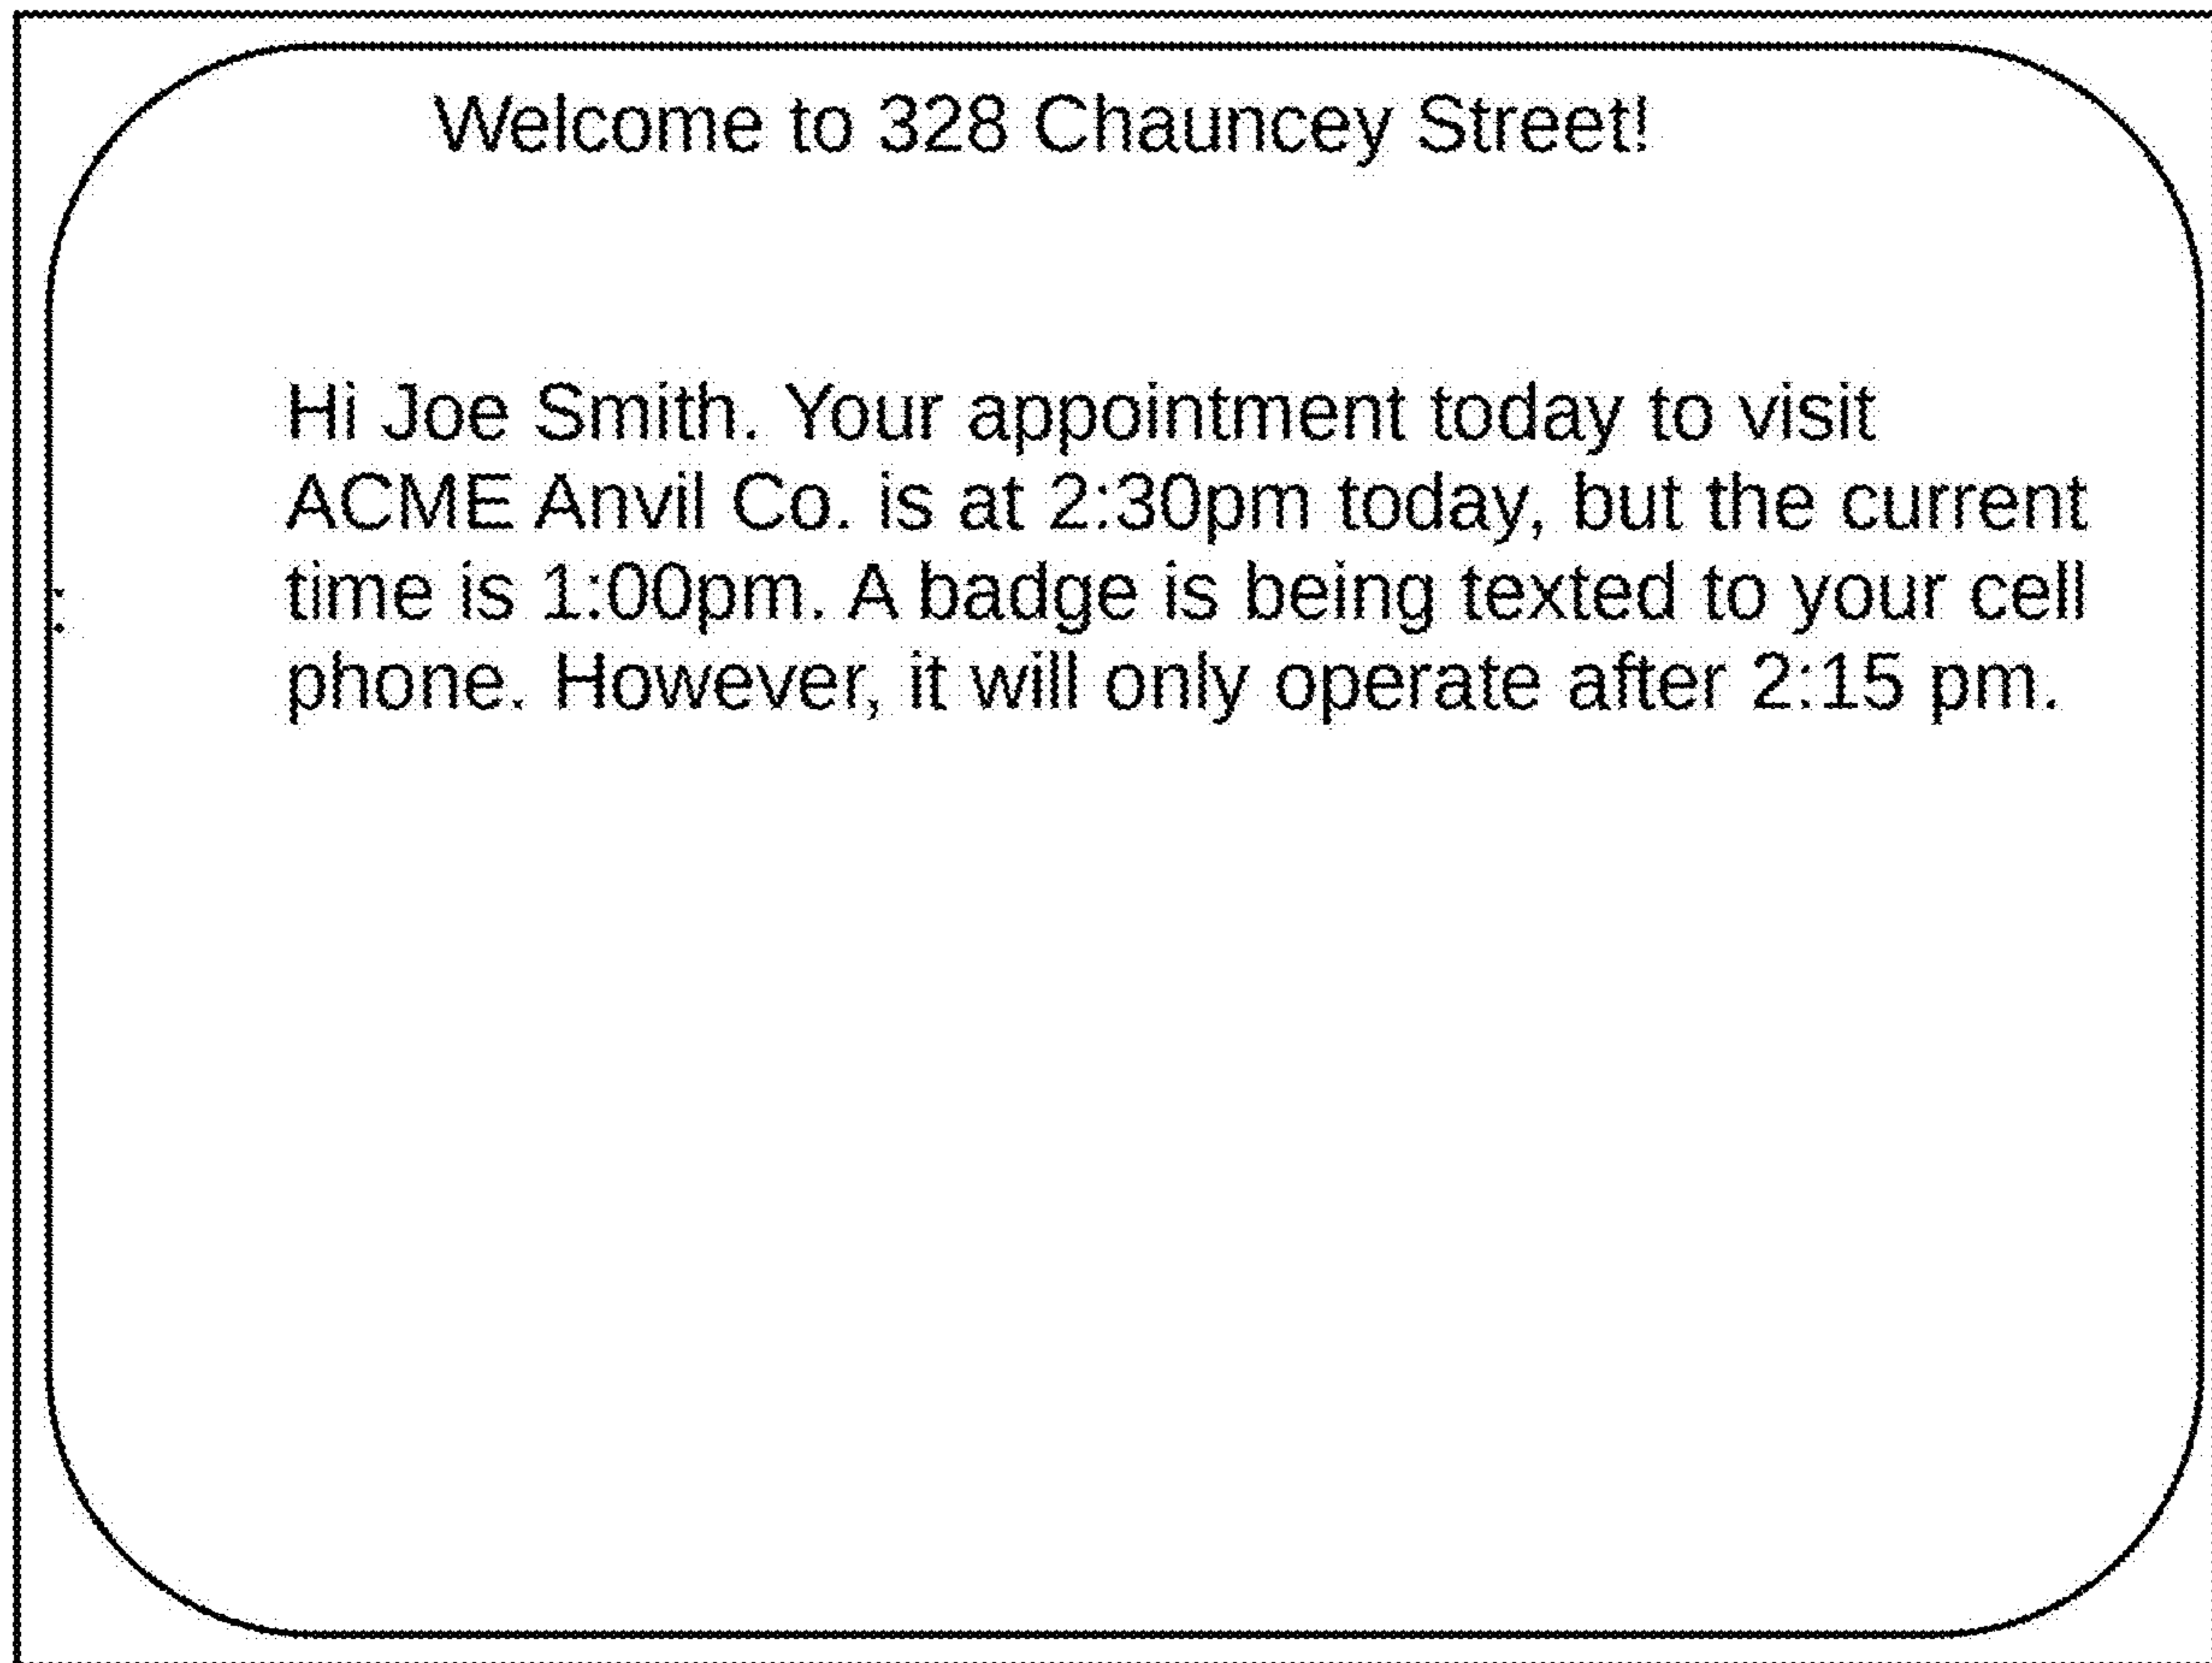 Welcome to 328 Chauncey Street!
Hi Joe Smith. Your appointment today to visit
ACME Anvil Co. is at 2:30pm today, but the current
time is 1:00pm. A badge is being texted to your cell
phone. However, it will only operate after 2:15 pm.